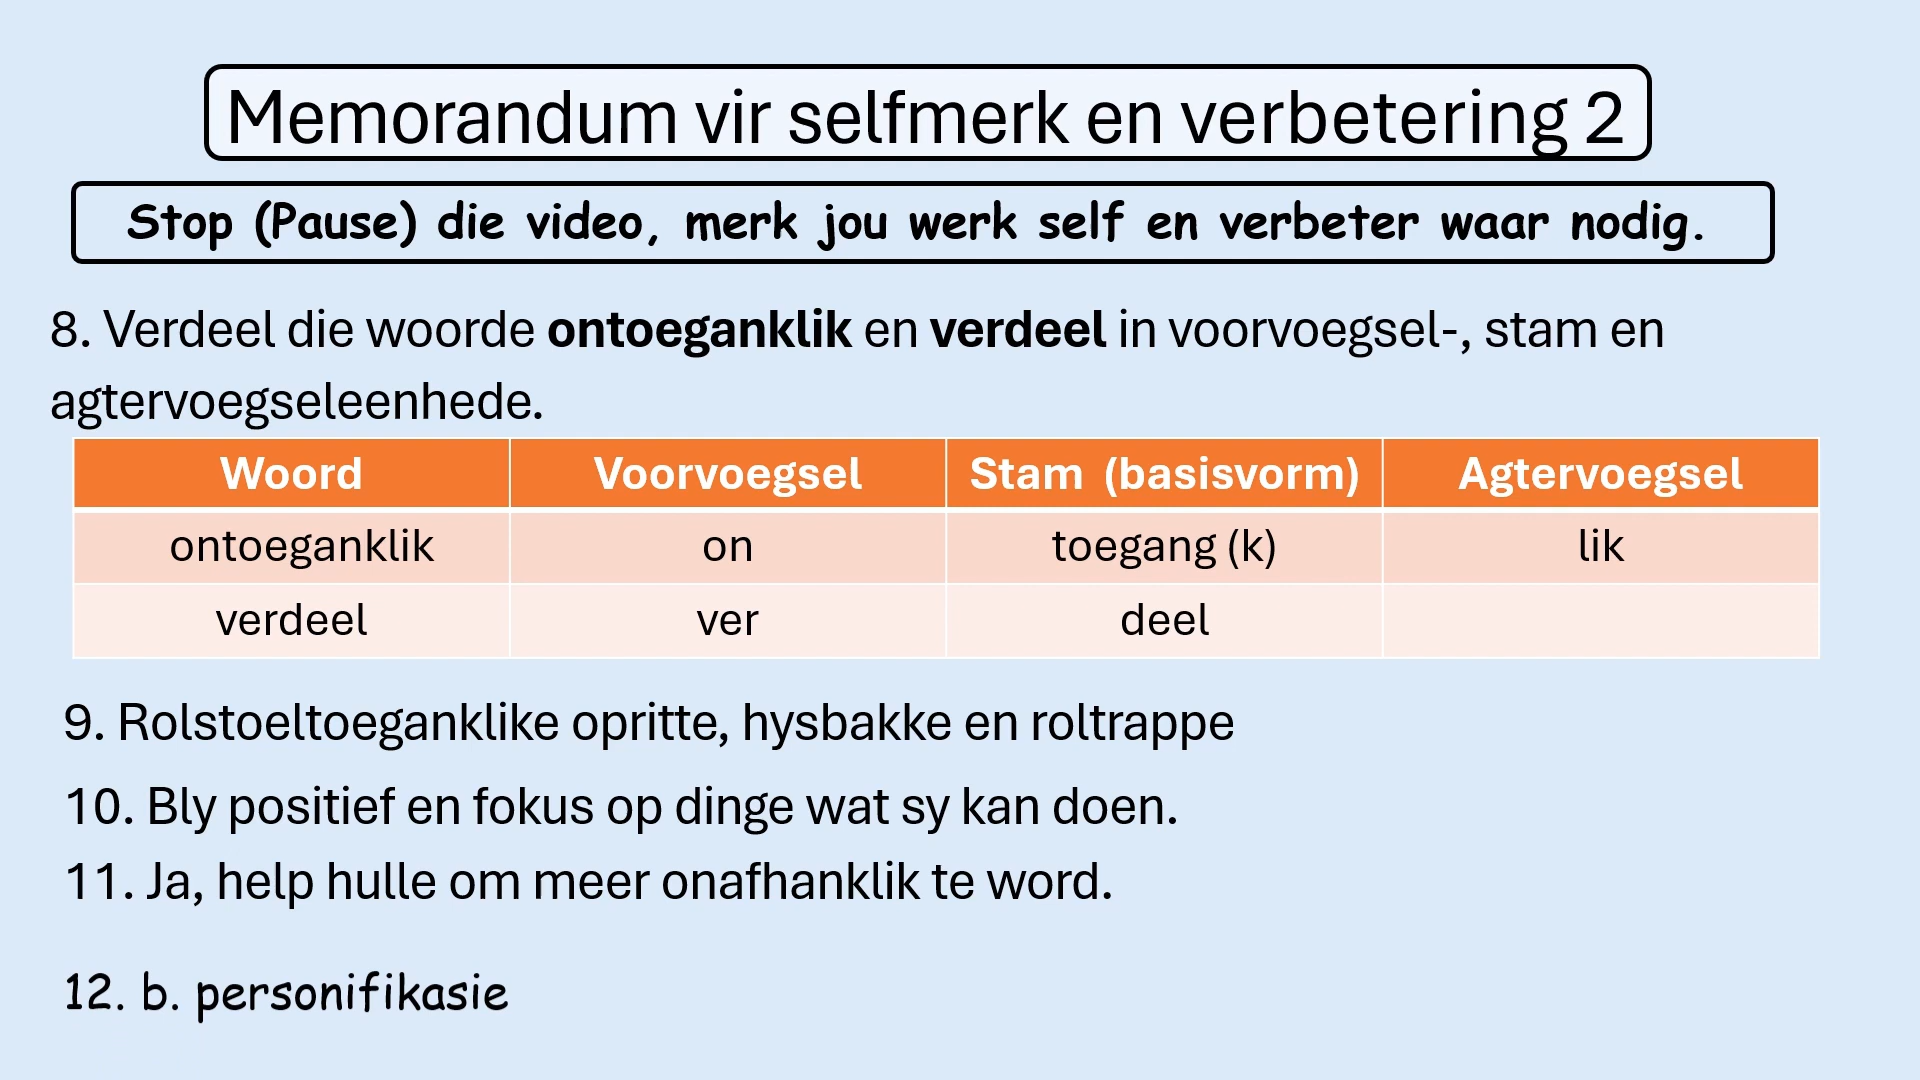 Memorandum vir selfmerk en verbetering 2
Stop (Pause) die video, merk jou werk self en verbeter waar nodig.
8. Verdeel die woorde ontoeganklik en verdeel in voorvoegsel-, stam en
agtervoegseleenhede.
Woord Voorvoegsel Stam (basisvorm) Agtervoegsel
ontoeganklik on toegang (k) lik
verdeel ver deel
9. Rolstoeltoeganklike opritte, hysbakke en roltrappe
10. Bly positief en fokus op dinge wat sy kan doen.
11. Ja, help hulle om meer onafhanklik te word.
12. b. personifikasie